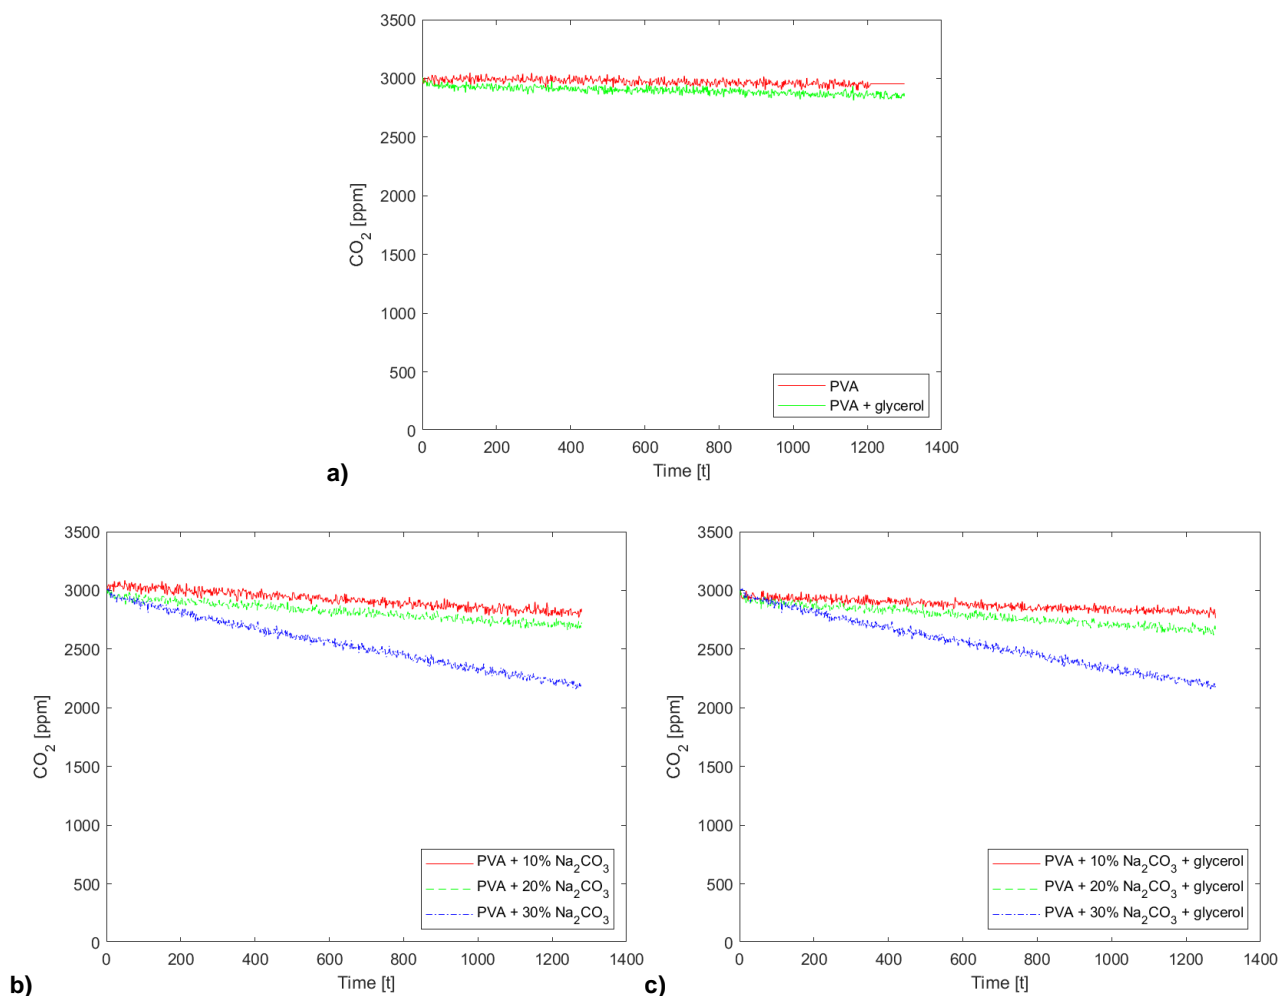 3500
3000
2500
2000
1500
1000
500
0
CO2 [ppm]
PVA
PVA + glycerol
0 200 400 600 800 1000 1200 1400
Time [t]
a)
3500
3000
2500
2000
1500
1000
500
0
CO2 [ppm]
PVA + 10% Na2CO3
PVA + 20% Na2CO3
PVA + 30% Na2CO3
0 200 400 600 800 1000 1200 1400
Time [t]
b)
3500
3000
2500
2000
1500
1000
500
0
CO2 [ppm]
PVA + 10% Na2CO3 + glycerol
PVA + 20% Na2CO3 + glycerol
PVA + 30% Na2CO3 + glycerol
0 200 400 600 800 1000 1200 1400
Time [t]
c)